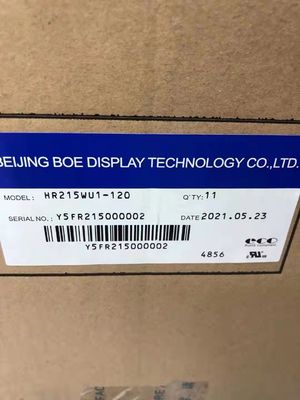 BEIJING BOE DISPLAY TECHNOLOGY CO.,LTD.
MODEL: HR215WU1-120 Q'TY: 11
SERIAL NO.: Y5FR215000002 DATE 2021.05.23
Y5FR215000002
4856
eco